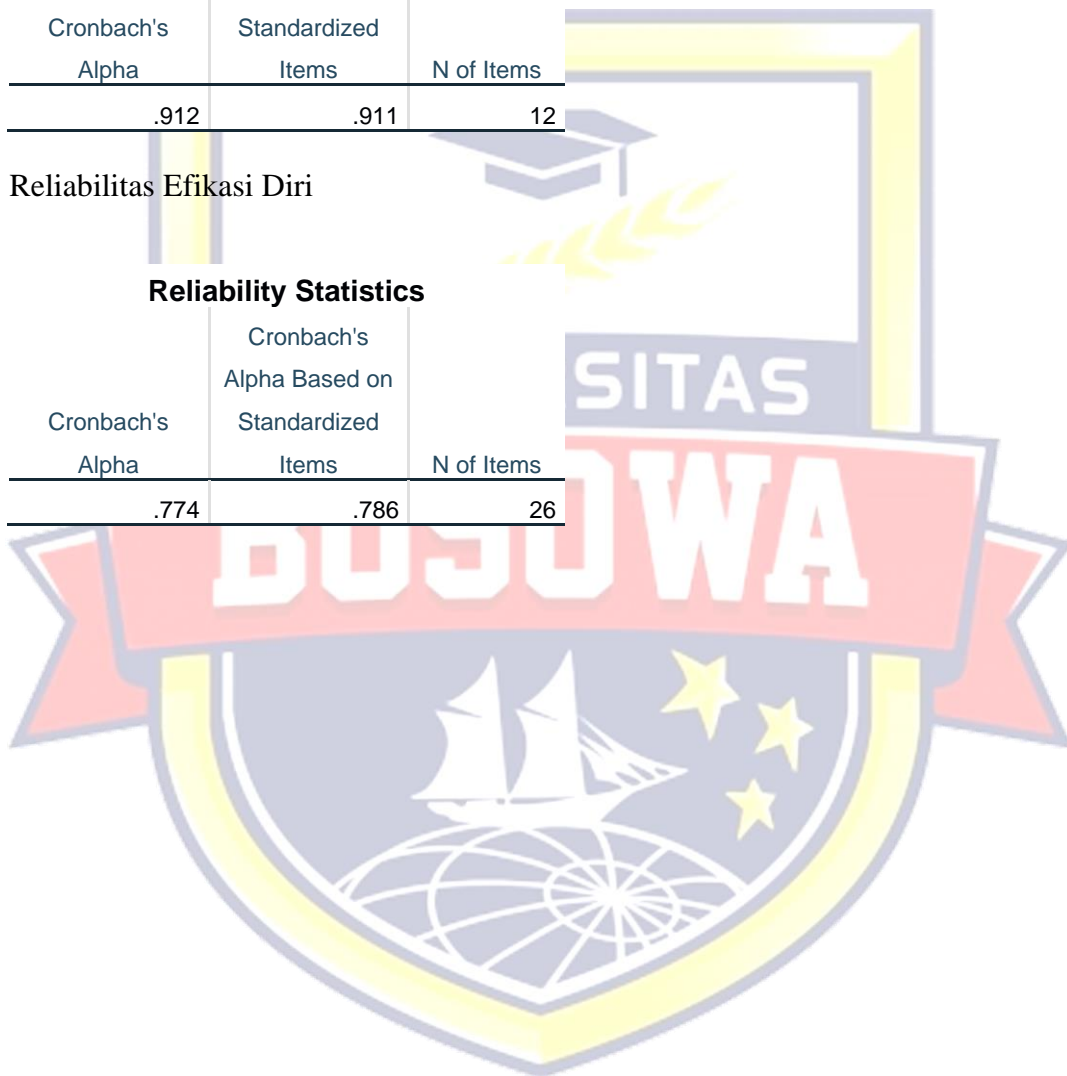 Cronbach's Standardized
Alpha Items N of Items
.912 .911 12
Reliabilitas Efikasi Diri
Reliability Statistics
Cronbach's
Alpha Based on
Cronbach's Standardized
Alpha Items N of Items
.774 .786 26
SITAS
BOSOWA